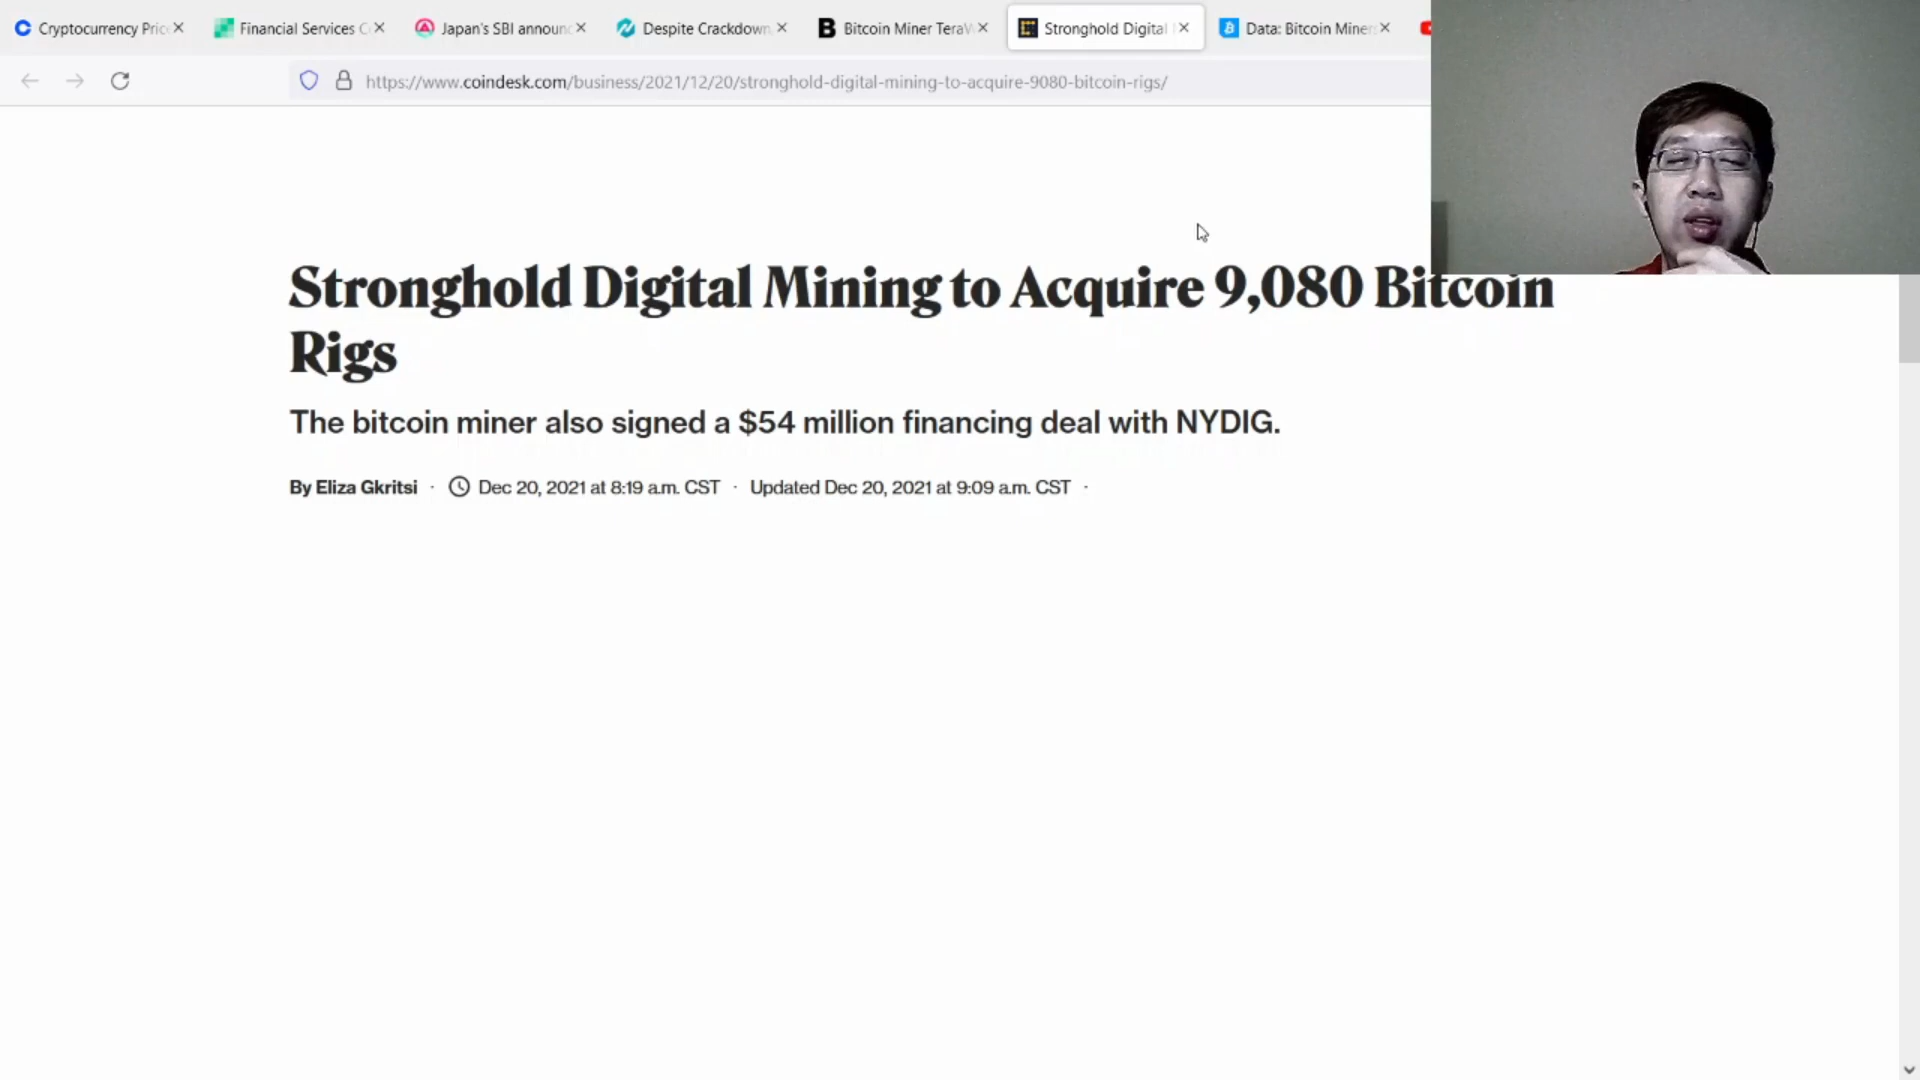 Cryptocurrency Pric
Financial Services C
Japan's SBI announc
Despite Crackdown,
Bitcoin Miner TeraW
Stronghold Digital
Data: Bitcoin Miner
https://www.coindesk.com/business/2021/12/20/stronghold-digital-mining-to-acquire-9080-bitcoin-rigs/
Stronghold Digital Mining to Acquire 9,080 Bitcoin
Rigs
The bitcoin miner also signed a $54 million financing deal with NYDIG.
By Eliza Gkritsi · Dec 20, 2021 at 8:19 a.m. CST · Updated Dec 20, 2021 at 9:09 a.m. CST ·